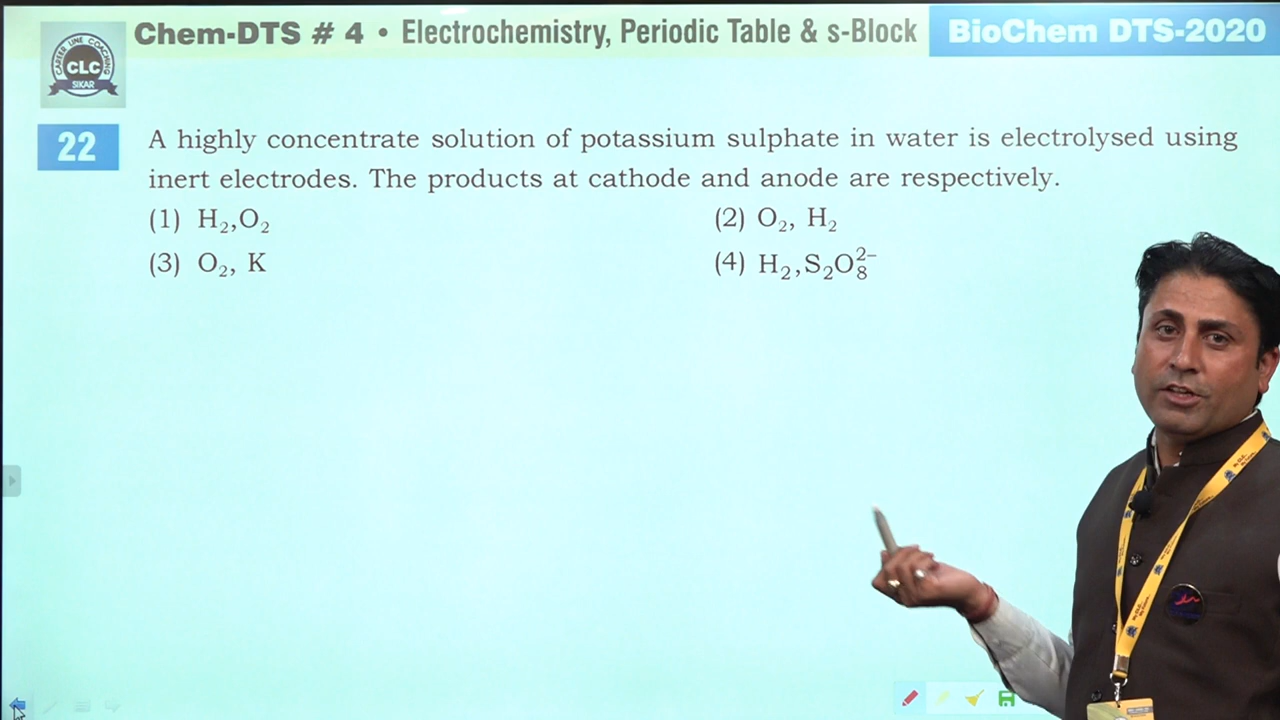 Chem-DTS # 4 • Electrochemistry, Periodic Table & s-Block
BioChem DTS-2020
CAREER LINE COACHING
CLC
SIKAR
22
A highly concentrate solution of potassium sulphate in water is electrolysed using
inert electrodes. The products at cathode and anode are respectively.
(1) H₂,O₂
(2) O₂, H₂
(3) O₂, K
(4) H₂,S₂O₈²⁻